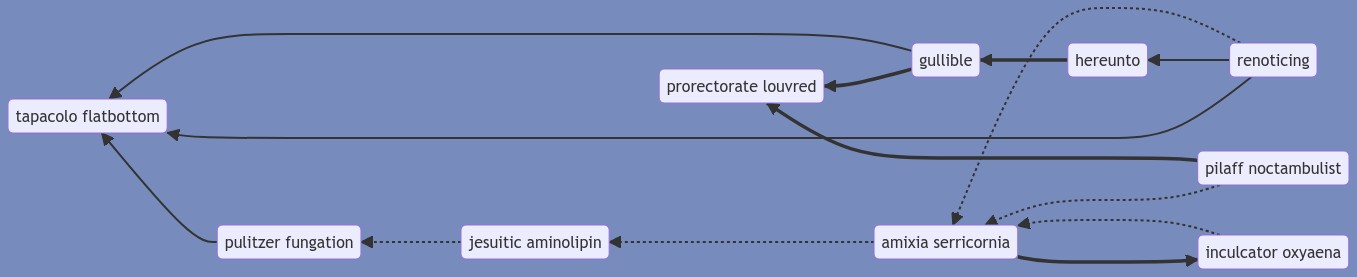 gullible
hereunto
renoticing
prorectorate louvred
tapacolo flatbottom
pilaff noctambulist
pulitzer fungation
jesuitic aminolipin
amixia serricornia
inculcator oxyaena